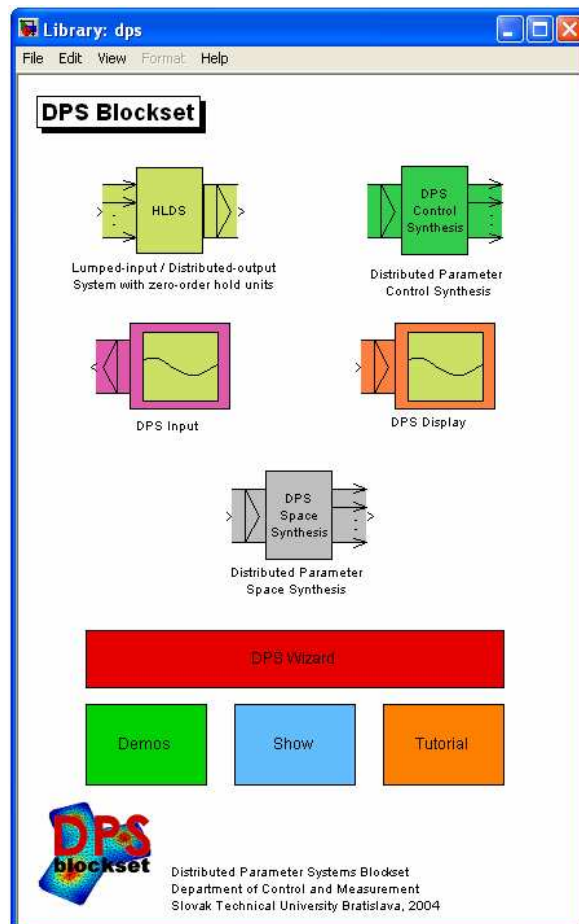 Library: dps
File Edit View Format Help
DPS Blockset
HLDS
Lumped-input / Distributed-output
System with zero-order hold units
DPS
Control
Synthesis
Distributed Parameter
Control Synthesis
DPS Input
DPS Display
DPS
Space
Synthesis
Distributed Parameter
Space Synthesis
DPS Wizard
Demos
Show
Tutorial
DPS
blockset
Distributed Parameter Systems Blockset
Department of Control and Measurement
Slovak Technical University Bratislava, 2004